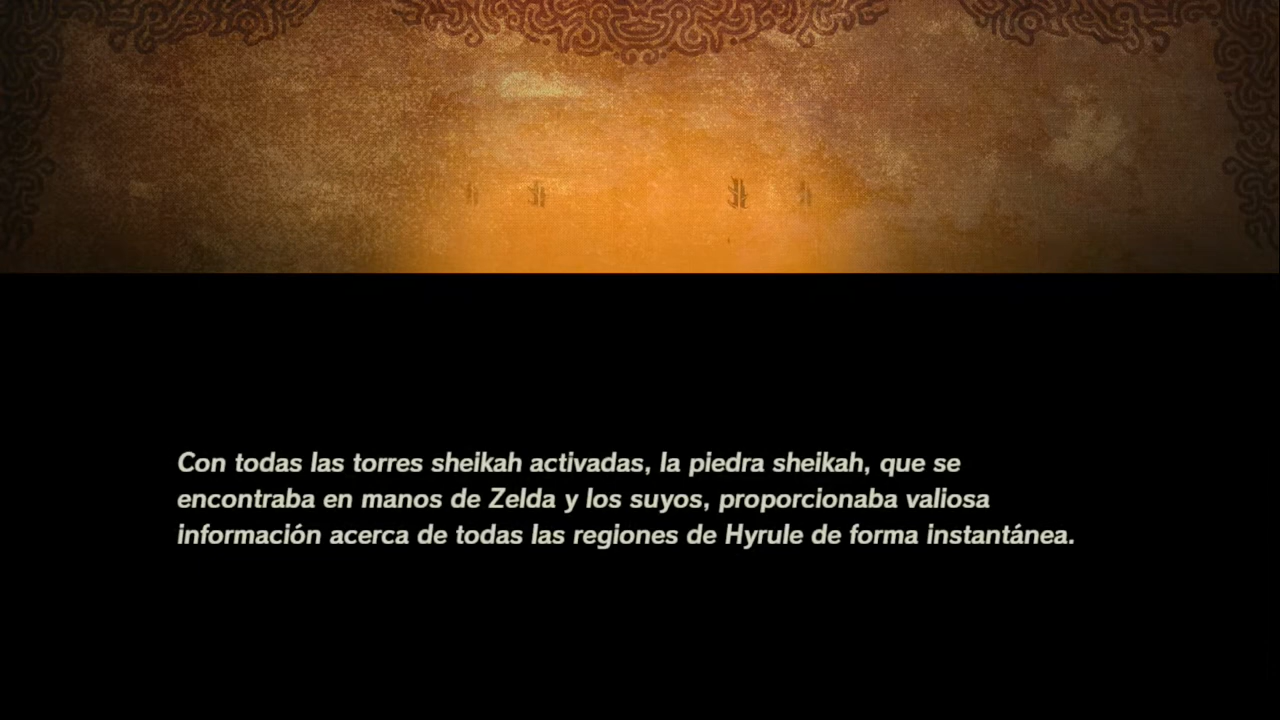 Con todas las torres sheikah activadas, la piedra sheikah, que se
encontraba en manos de Zelda y los suyos, proporcionaba valiosa
información acerca de todas las regiones de Hyrule de forma instantánea.